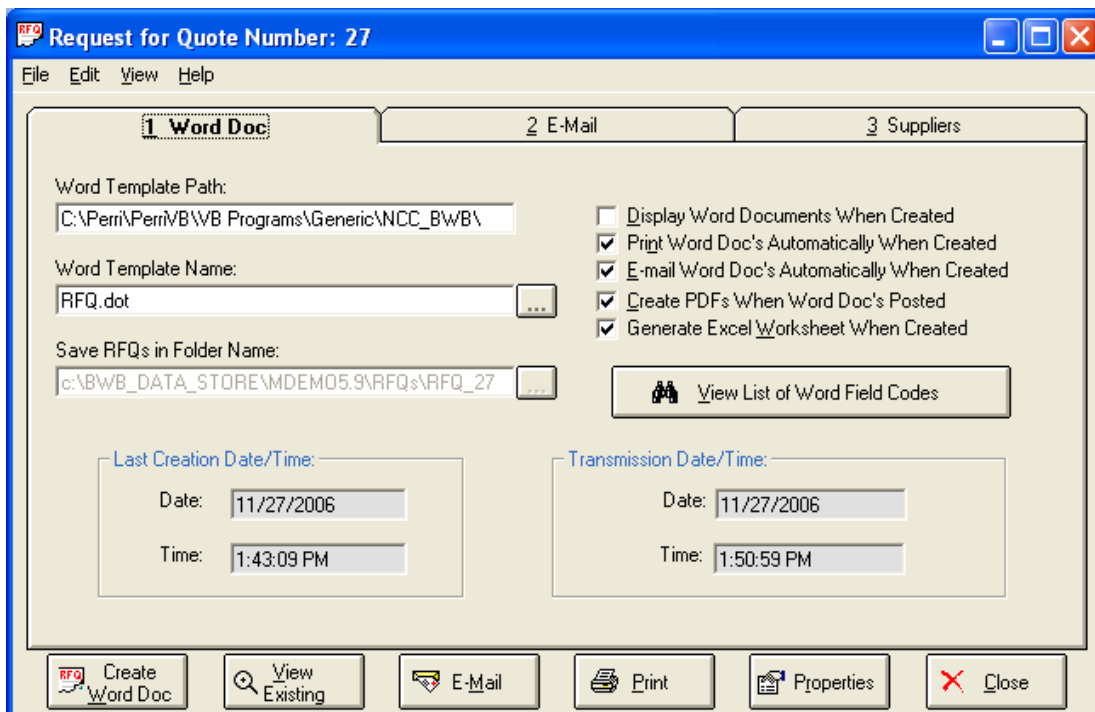 RFQ Request for Quote Number: 27
File Edit View Help
1 Word Doc 2 E-Mail 3 Suppliers
Word Template Path:
C:\Perri\PerriVB\VB Programs\Generic\NCC_BWB\
Word Template Name:
RFQ.dot
...
Save RFQs in Folder Name:
c:\BWB_DATA_STORE\MDEMO5.9\RFQs\RFQ_27
...
Display Word Documents When Created
Print Word Doc's Automatically When Created
E-mail Word Doc's Automatically When Created
Create PDFs When Word Doc's Posted
Generate Excel Worksheet When Created
View List of Word Field Codes
Last Creation Date/Time:
Date: 11/27/2006
Time: 1:43:09 PM
Transmission Date/Time:
Date: 11/27/2006
Time: 1:50:59 PM
RFQ Create
Word Doc
View
Existing
E-Mail
Print
Properties
Close